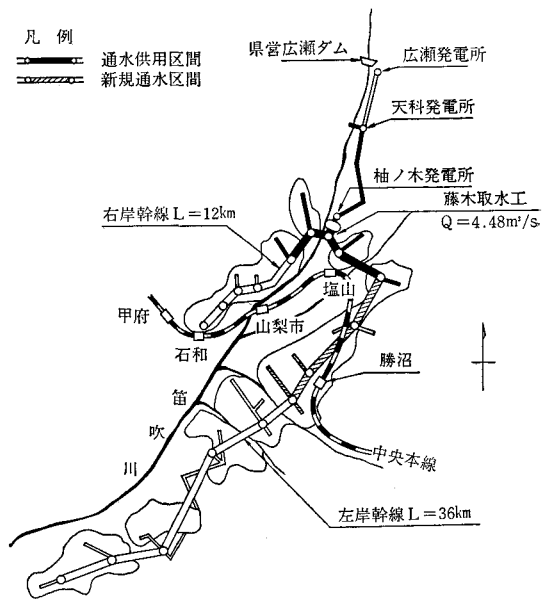 凡例
通水供用区間
新規通水区間
県営広瀬ダム
広瀬発電所
天科発電所
柚ノ木発電所
藤木取水工
Q＝4.48m³/s
右岸幹線L＝12km
塩山
甲府
山梨市
石和
勝沼
笛吹川
中央本線
左岸幹線L＝36km